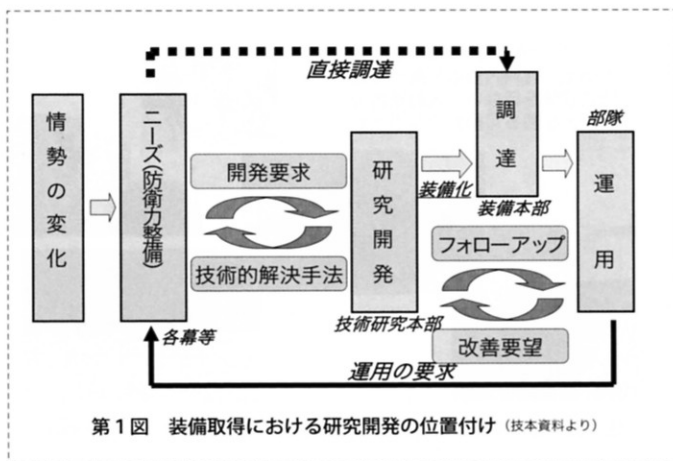 直接調達
情勢の変化
ニーズ(防衛力整備)
各幕等
開発要求
技術的解決手法
研究開発
技術研究本部
装備化
調達
装備本部
フォローアップ
改善要望
部隊
運用
運用の要求
第1図 装備取得における研究開発の位置付け(技本資料より)